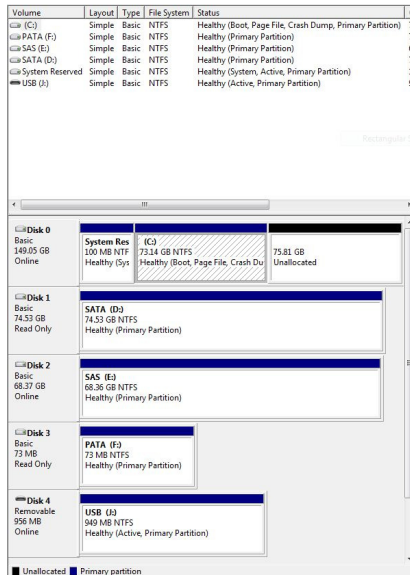 Volume Layout Type File System Status
(C:) Simple Basic NTFS Healthy (Boot, Page File, Crash Dump, Primary Partition)
PATA (F:) Simple Basic NTFS Healthy (Primary Partition)
SAS (E:) Simple Basic NTFS Healthy (Primary Partition)
SATA (D:) Simple Basic NTFS Healthy (Primary Partition)
System Reserved Simple Basic NTFS Healthy (System, Active, Primary Partition)
USB (J:) Simple Basic NTFS Healthy (Active, Primary Partition)
Rectangular
Disk 0
Basic
149.05 GB
Online
System Res
100 MB NTF
Healthy (Sys
(C:)
73.14 GB NTFS
Healthy (Boot, Page File, Crash Du
75.81 GB
Unallocated
Disk 1
Basic
74.53 GB
Read Only
SATA (D:)
74.53 GB NTFS
Healthy (Primary Partition)
Disk 2
Basic
68.37 GB
Online
SAS (E:)
68.36 GB NTFS
Healthy (Primary Partition)
Disk 3
Basic
73 MB
Read Only
PATA (F:)
73 MB NTFS
Healthy (Primary Partition)
Disk 4
Removable
956 MB
Online
USB (J:)
949 MB NTFS
Healthy (Active, Primary Partition)
Unallocated Primary partition